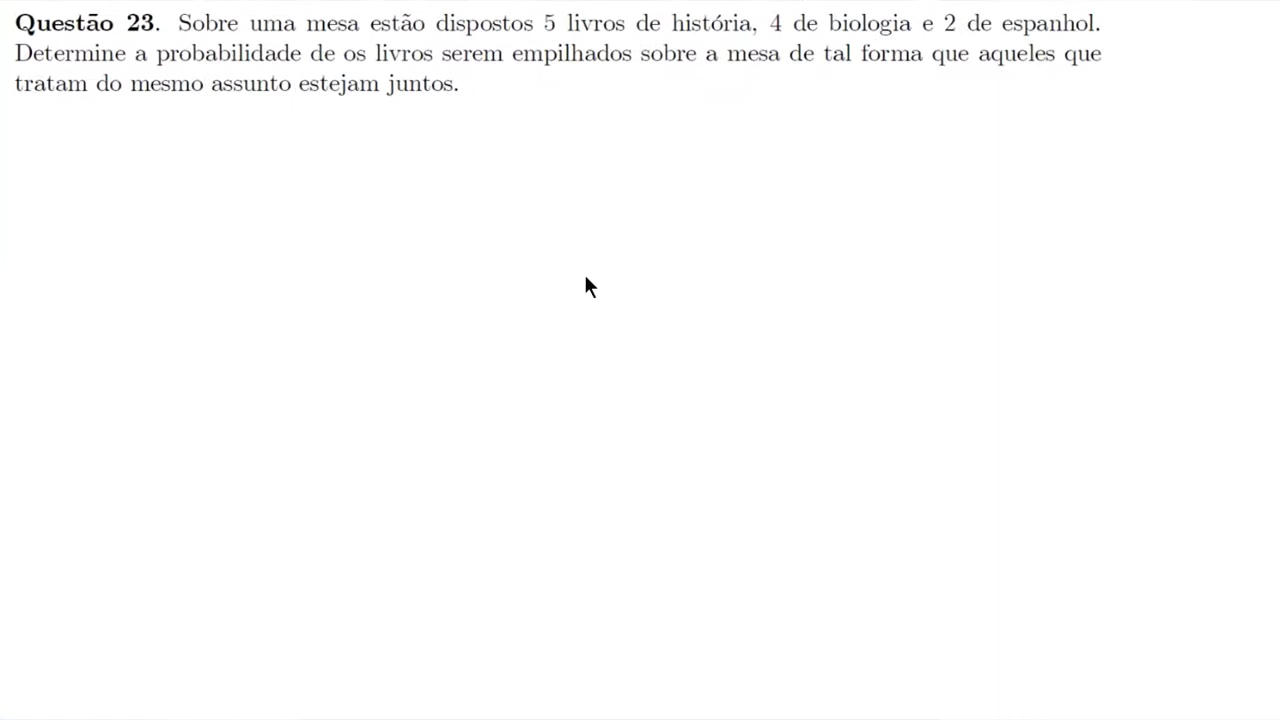 Questão 23. Sobre uma mesa estão dispostos 5 livros de história, 4 de biologia e 2 de espanhol.
Determine a probabilidade de os livros serem empilhados sobre a mesa de tal forma que aqueles que
tratam do mesmo assunto estejam juntos.